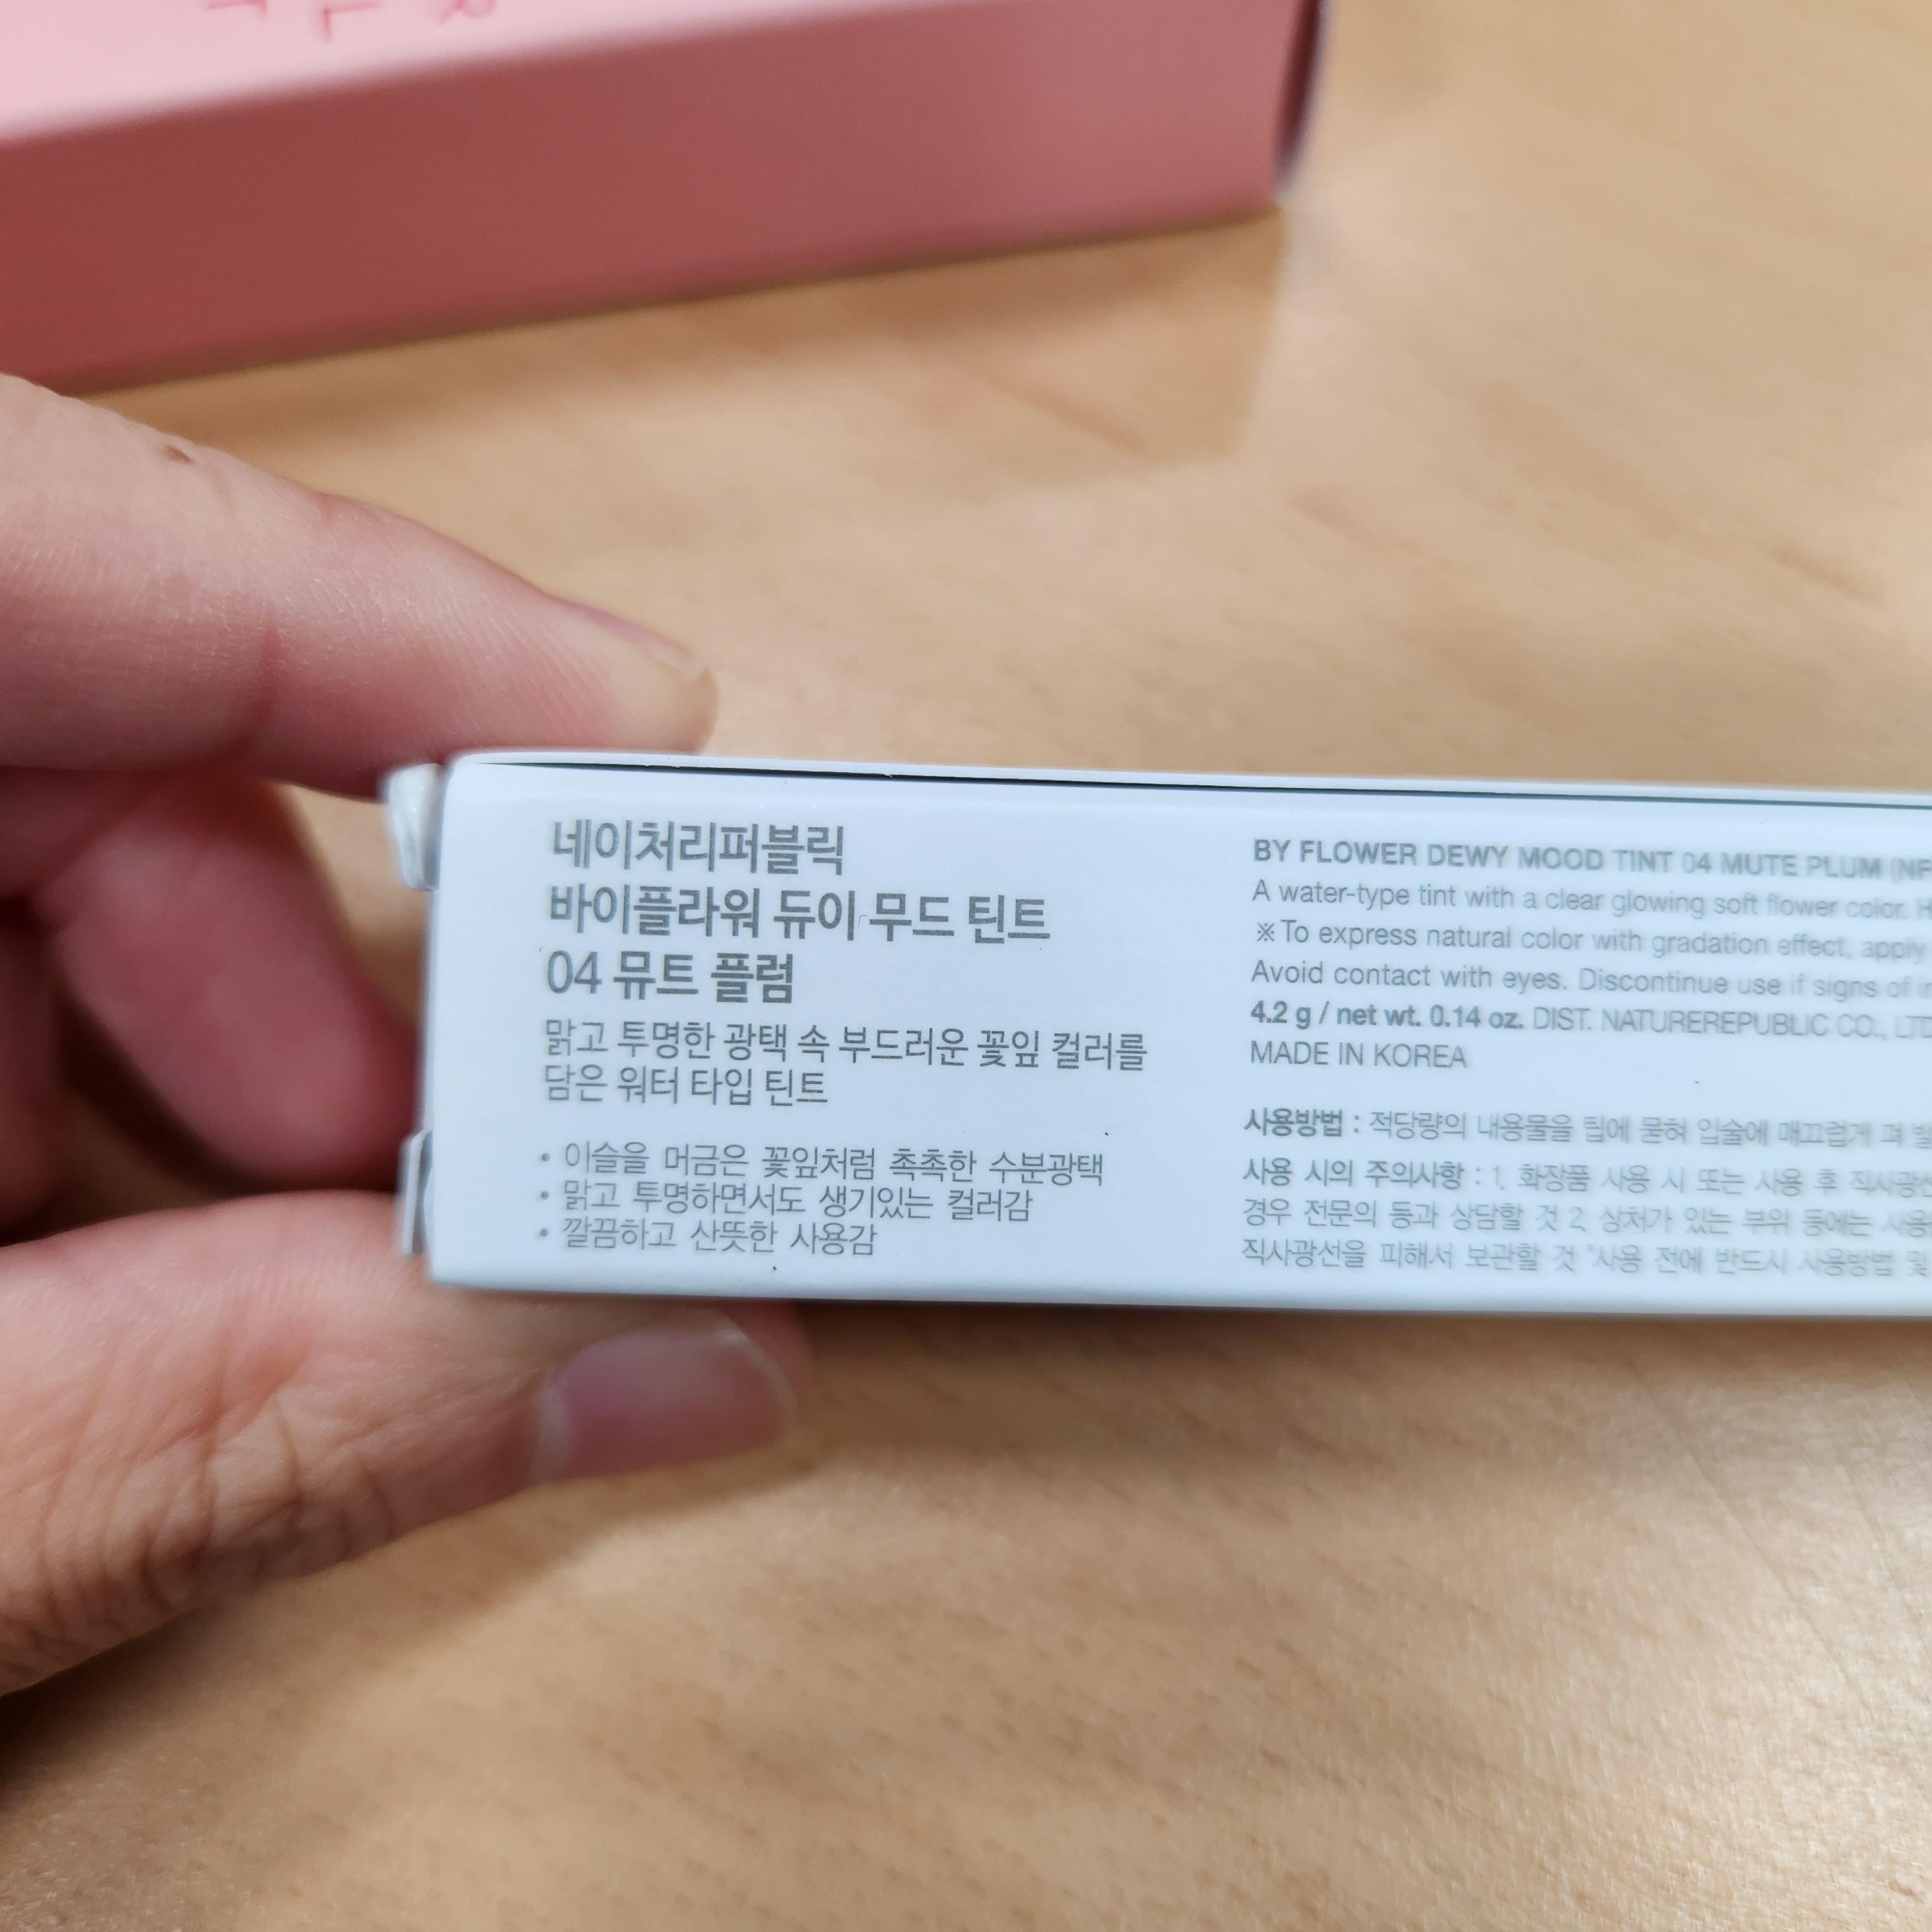 네이처리퍼블릭
바이플라워 듀이 무드 틴트
04 뮤트 플럼
맑고 투명한 광택 속 부드러운 꽃잎 컬러를
담은 워터 타입 틴트
• 이슬을 머금은 꽃잎처럼 촉촉한 수분광택
• 맑고 투명하면서도 생기있는 컬러감
• 깔끔하고 산뜻한 사용감
BY FLOWER DEWY MOOD TINT 04 MUTE PLUM (NF
A water-type tint with a clear glowing soft flower color. H
※To express natural color with gradation effect, apply
Avoid contact with eyes. Discontinue use if signs of
4.2 g / net wt. 0.14 oz. DIST. NATUREREPUBLIC CO., LTD
MADE IN KOREA
사용방법 : 적당량의 내용물을 팁에 묻혀 입술에 매끄럽게 펴
사용 시의 주의사항 : 1. 화장품 사용 시 또는 사용 후 직사광선
경우 전문의 등과 상담할 것 2. 상처가 있는 부위 등에는 사용
직사광선을 피해서 보관할 것 "사용 전에 반드시 사용방법 및